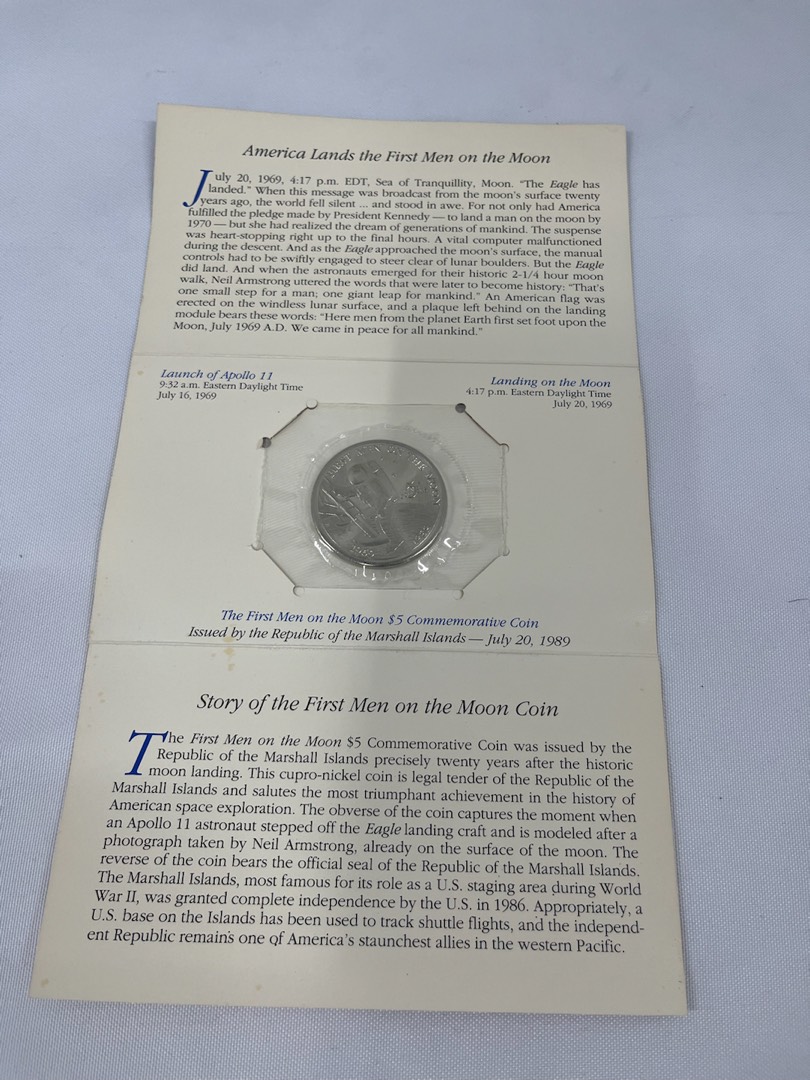 America Lands the First Men on the Moon
July 20, 1969, 4:17 p.m. EDT, Sea of Tranquillity, Moon. "The Eagle has
landed." When this message was broadcast from the moon's surface twenty
years ago, the world fell silent ... and stood in awe. For not only had America
fulfilled the pledge made by President Kennedy — to land a man on the moon by
1970 — but she had realized the dream of generations of mankind. The suspense
was heart-stopping right up to the final hours. A vital computer malfunctioned
during the descent. And as the Eagle approached the moon's surface, the manual
controls had to be swiftly engaged to steer clear of lunar boulders. But the Eagle
did land. And when the astronauts emerged for their historic 2-1/4 hour moon
walk, Neil Armstrong uttered the words that were later to become history: "That's
one small step for a man; one giant leap for mankind." An American flag was
erected on the windless lunar surface, and a plaque left behind on the landing
module bears these words: "Here men from the planet Earth first set foot upon the
Moon, July 1969 A.D. We came in peace for all mankind."
Launch of Apollo 11
9:32 a.m. Eastern Daylight Time
July 16, 1969
Landing on the Moon
4:17 p.m. Eastern Daylight Time
July 20, 1969
FIRST MEN ON THE MOON
1969 1989
The First Men on the Moon $5 Commemorative Coin
Issued by the Republic of the Marshall Islands — July 20, 1989
Story of the First Men on the Moon Coin
The First Men on the Moon $5 Commemorative Coin was issued by the
Republic of the Marshall Islands precisely twenty years after the historic
moon landing. This cupro-nickel coin is legal tender of the Republic of the
Marshall Islands and salutes the most triumphant achievement in the history of
American space exploration. The obverse of the coin captures the moment when
an Apollo 11 astronaut stepped off the Eagle landing craft and is modeled after a
photograph taken by Neil Armstrong, already on the surface of the moon. The
reverse of the coin bears the official seal of the Republic of the Marshall Islands.
The Marshall Islands, most famous for its role as a U.S. staging area during World
War II, was granted complete independence by the U.S. in 1986. Appropriately, a
U.S. base on the Islands has been used to track shuttle flights, and the independ-
ent Republic remains one of America's staunchest allies in the western Pacific.